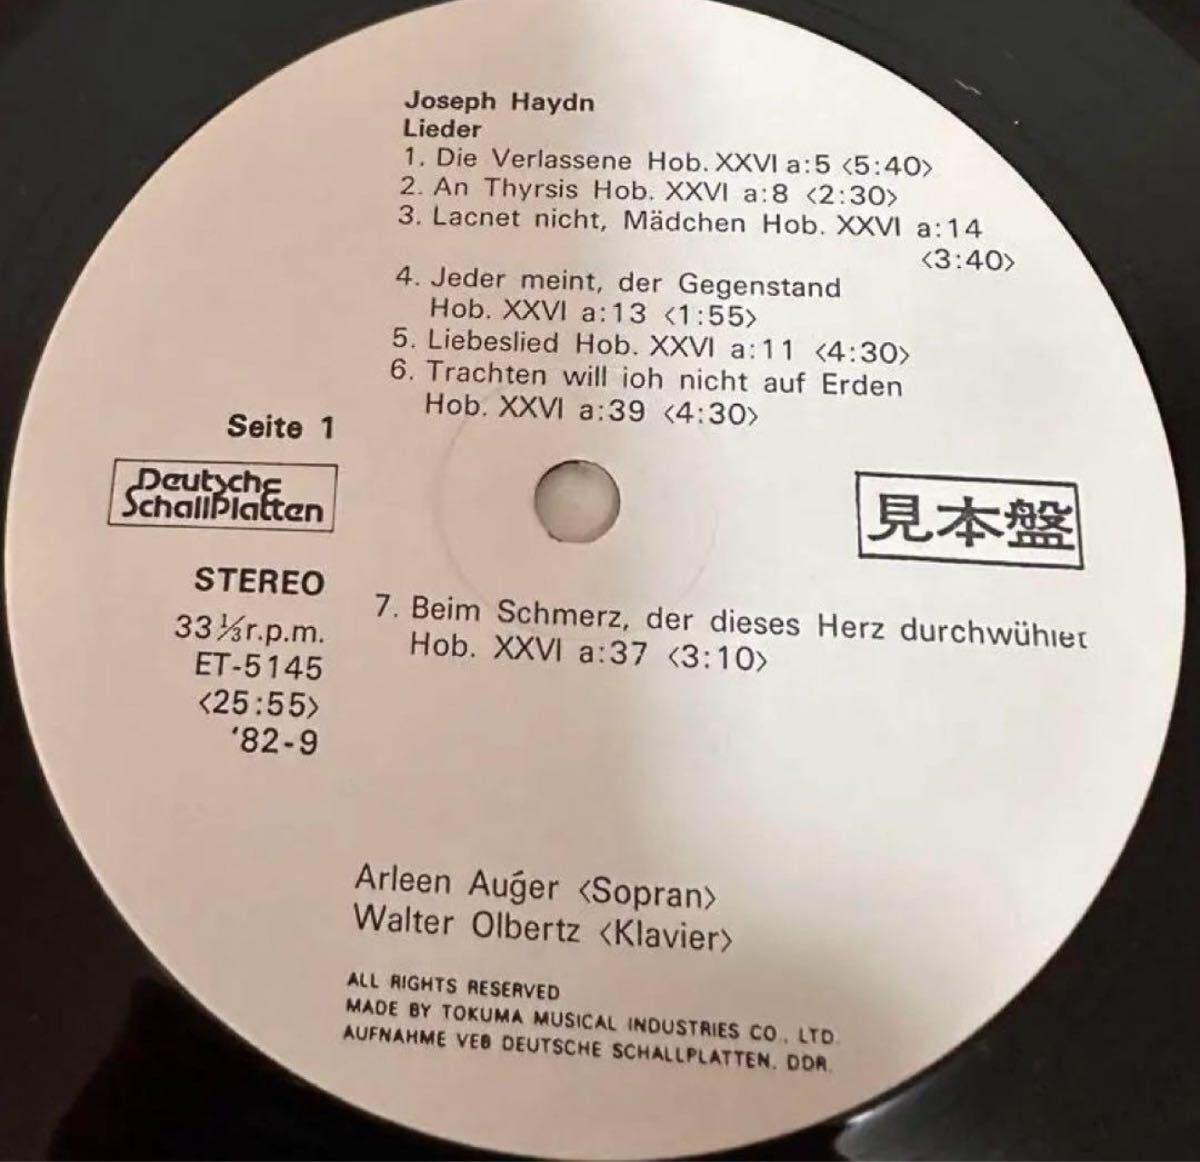 Joseph Haydn
Lieder
1. Die Verlassene Hob. XXVI a:5 <5:40>
2. An Thyrsis Hob. XXVI a:8 <2:30>
3. Lacnet nicht, Mädchen Hob. XXVI a:14
<3:40>
4. Jeder meint, der Gegenstand
Hob. XXVI a:13 <1:55>
5. Liebeslied Hob. XXVI a:11 <4:30>
6. Trachten will ioh nicht auf Erden
Hob. XXVI a:39 <4:30>
Seite 1
Deutsche
SchallPlatten
見本盤
STEREO
33⅓r.p.m.
ET-5145
<25:55>
'82-9
7. Beim Schmerz, der dieses Herz durchwühlet
Hob. XXVI a:37 <3:10>
Arleen Auǵer <Sopran>
Walter Olbertz <Klavier>
ALL RIGHTS RESERVED
MADE BY TOKUMA MUSICAL INDUSTRIES CO., LTD.
AUFNAHME VEB DEUTSCHE SCHALLPLATTEN. DDR.